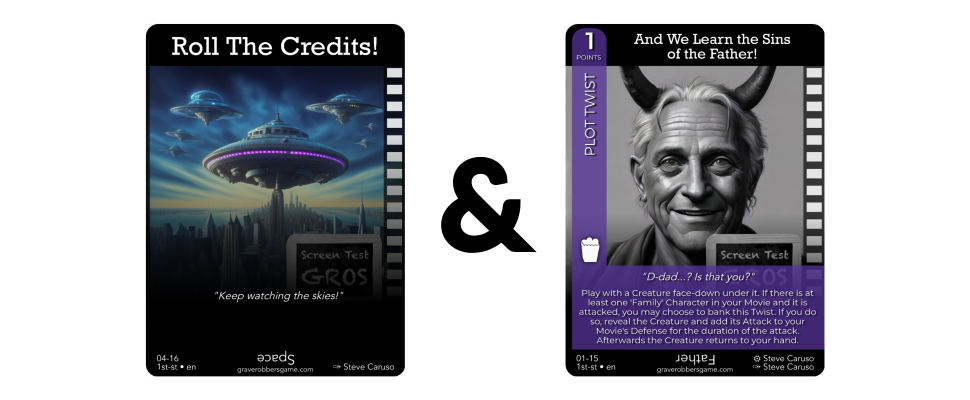 Roll The Credits!
Screen Test
GROS
"Keep watching the skies!"
04-16
1st-st • en
Space
graverobbersgame.com
✑ Steve Caruso
&
1
POINTS
PLOT TWIST
And We Learn the Sins
of the Father!
Screen Test
GROS
"D-dad...? Is that you?"
Play with a Creature face-down under it. If there is at
least one 'Family' Character in your Movie and it is
attacked, you may choose to bank this Twist. If you do
so, reveal the Creature and add its Attack to your
Movie's Defense for the duration of the attack.
Afterwards the Creature returns to your hand.
01-15
1st-st • en
Father
graverobbersgame.com
⚙ Steve Caruso
✑ Steve Caruso